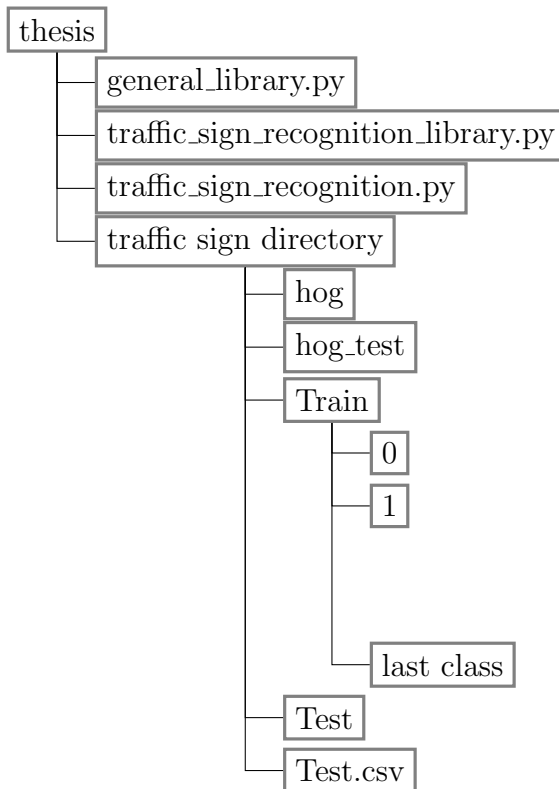 thesis
general_library.py
traffic_sign_recognition_library.py
traffic_sign_recognition.py
traffic sign directory
hog
hog_test
Train
0
1
last class
Test
Test.csv